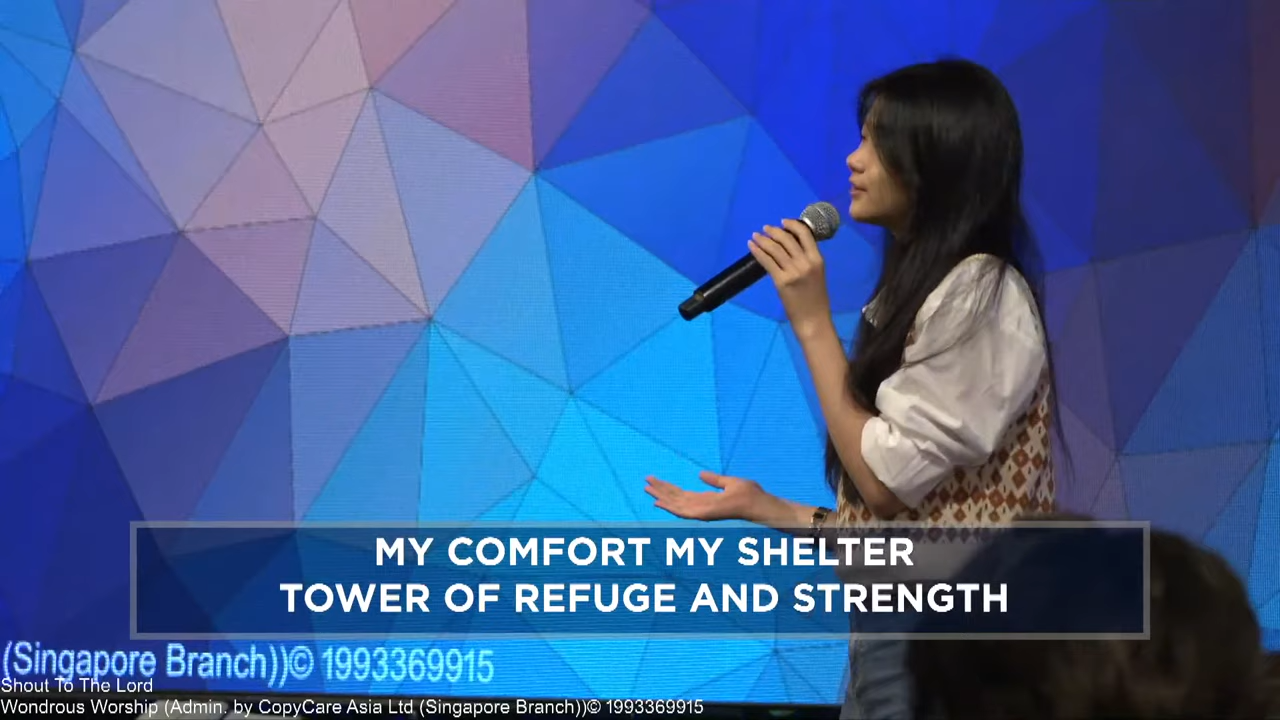 MY COMFORT MY SHELTER
TOWER OF REFUGE AND STRENGTH
(Singapore Branch))© 1993369915
Shout To The Lord
Wondrous Worship (Admin. by CopyCare Asia Ltd (Singapore Branch))© 1993369915